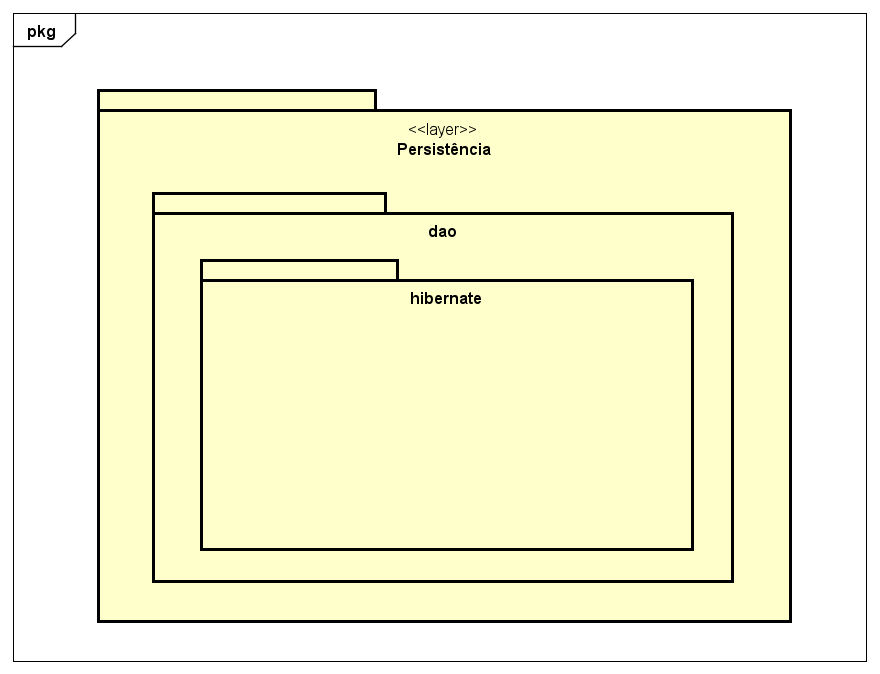 pkg
<<layer>>
Persistência
dao
hibernate